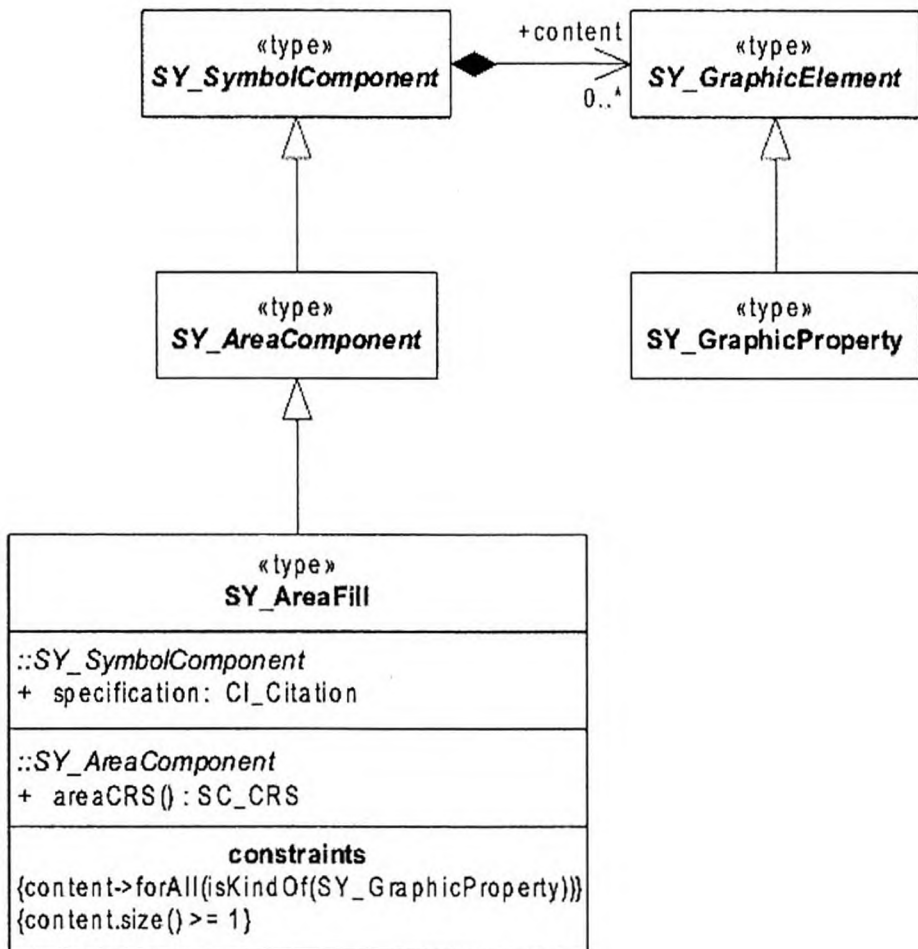 «type»
SY_SymbolComponent
+content
0..*
«type»
SY_GraphicElement
«type»
SY_AreaComponent
«type»
SY_GraphicProperty
«type»
SY_AreaFill
::SY_SymbolComponent
+ specification: CI_Citation
::SY_AreaComponent
+ areaCRS() : SC_CRS
constraints
{content->forAll(isKindOf(SY_GraphicProperty))}
{content.size() >= 1}